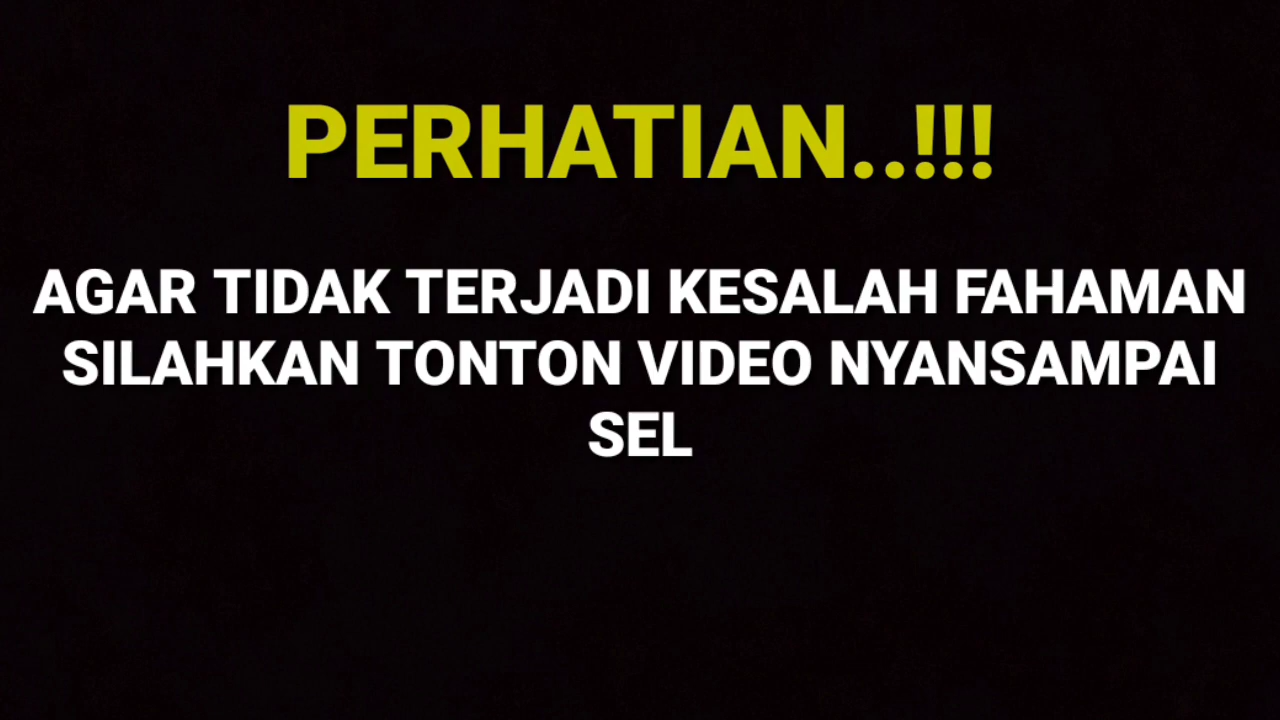 PERHATIAN..!!!
AGAR TIDAK TERJADI KESALAH FAHAMAN
SILAHKAN TONTON VIDEO NYANSAMPAI
SEL